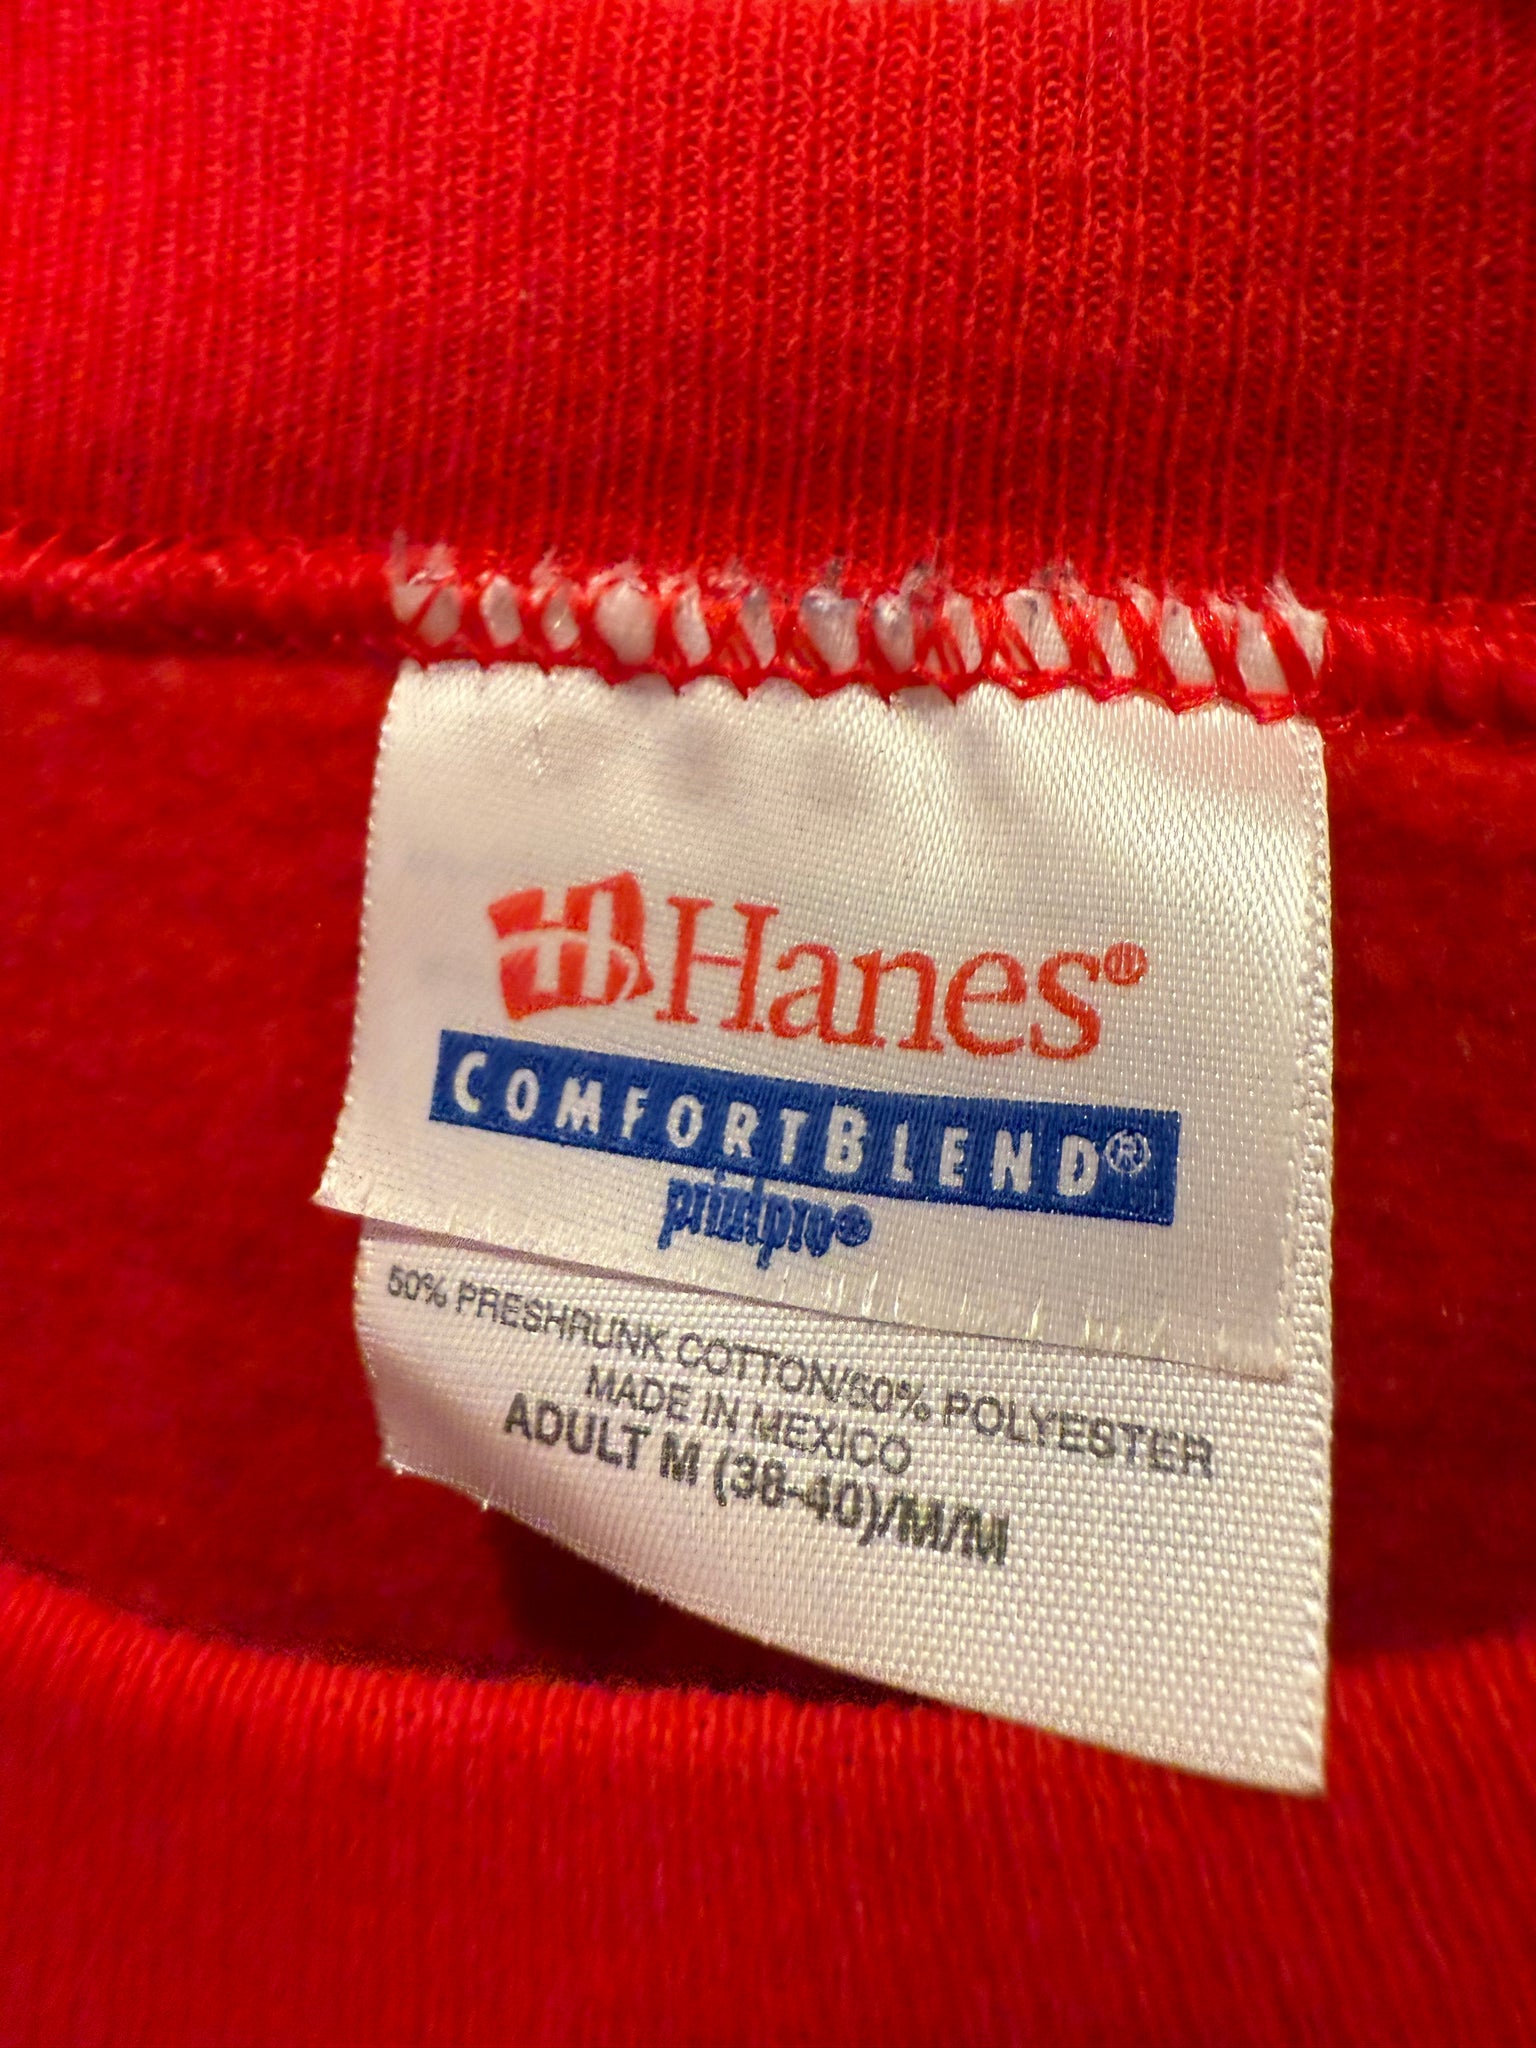 Hanes®
COMFORTBLEND®
printpro®
50% PRESHRUNK COTTON/50% POLYESTER
MADE IN MEXICO
ADULT M (38-40)/M/M